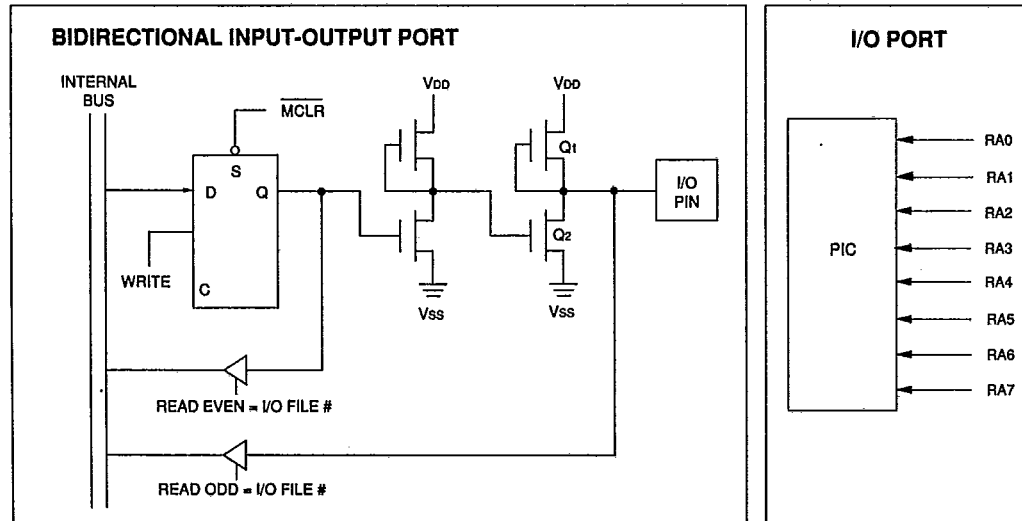 BIDIRECTIONAL INPUT-OUTPUT PORT
INTERNAL
BUS
MCLR
S
D
Q
WRITE
C
VDD
VDD
Q1
Q2
VSS
VSS
I/O
PIN
READ EVEN = I/O FILE #
READ ODD = I/O FILE #
I/O PORT
PIC
RA0
RA1
RA2
RA3
RA4
RA5
RA6
RA7